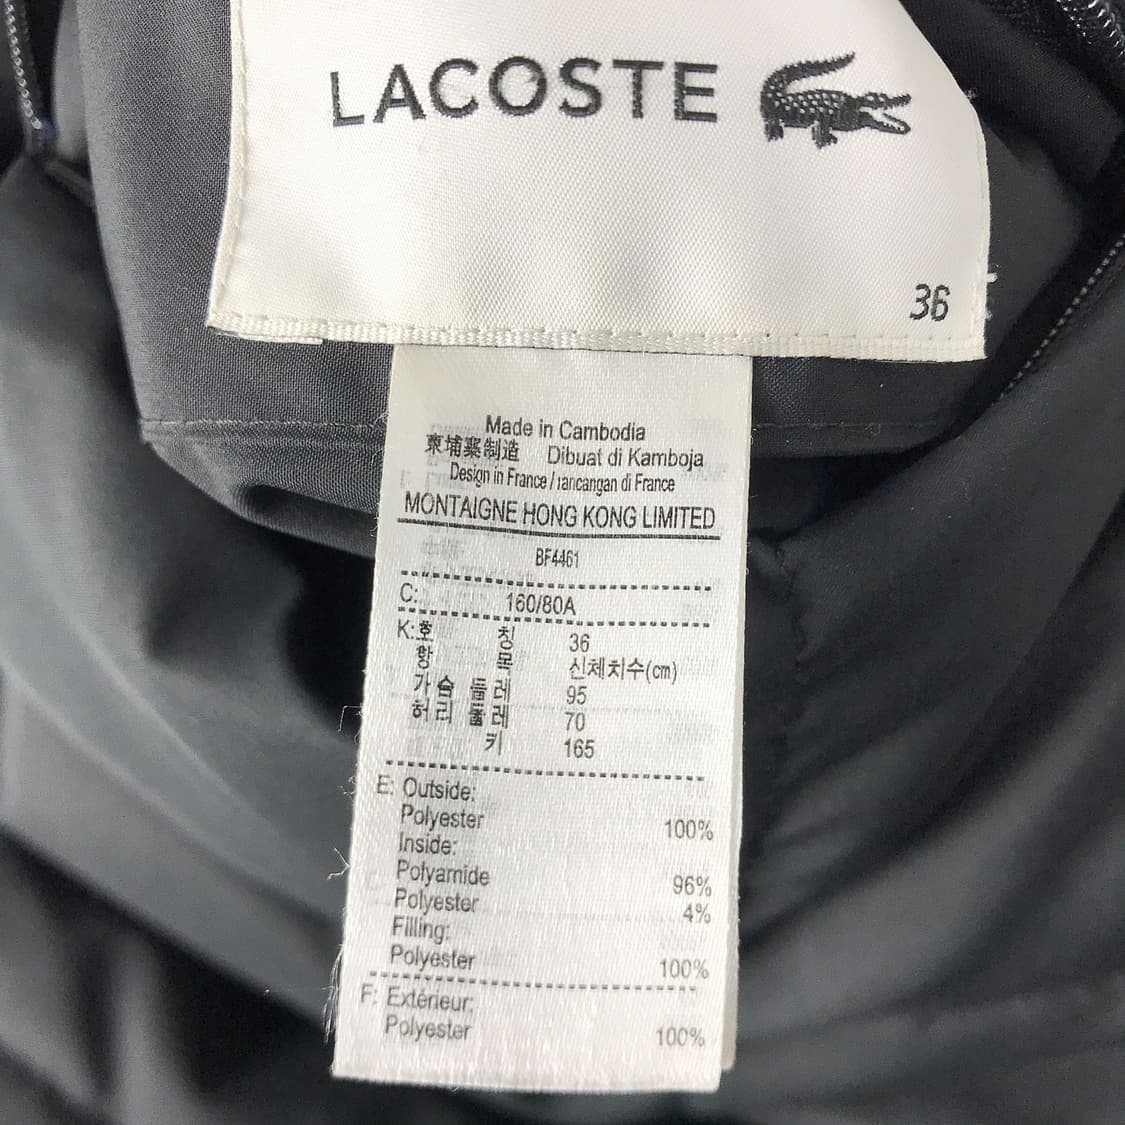 LACOSTE
36
Made in Cambodia
柬埔寨制造 Dibuat di Kamboja
Design in France / rancangan di France
MONTAIGNE HONG KONG LIMITED
BF4461
C: 160/80A
K:호 칭 36
항 목 신체치수(cm)
가슴 둘레 95
허리 둘레 70
키 165
E: Outside:
Polyester 100%
Inside:
Polyamide 96%
Polyester 4%
Filling:
Polyester 100%
F: Extérieur:
Polyester 100%